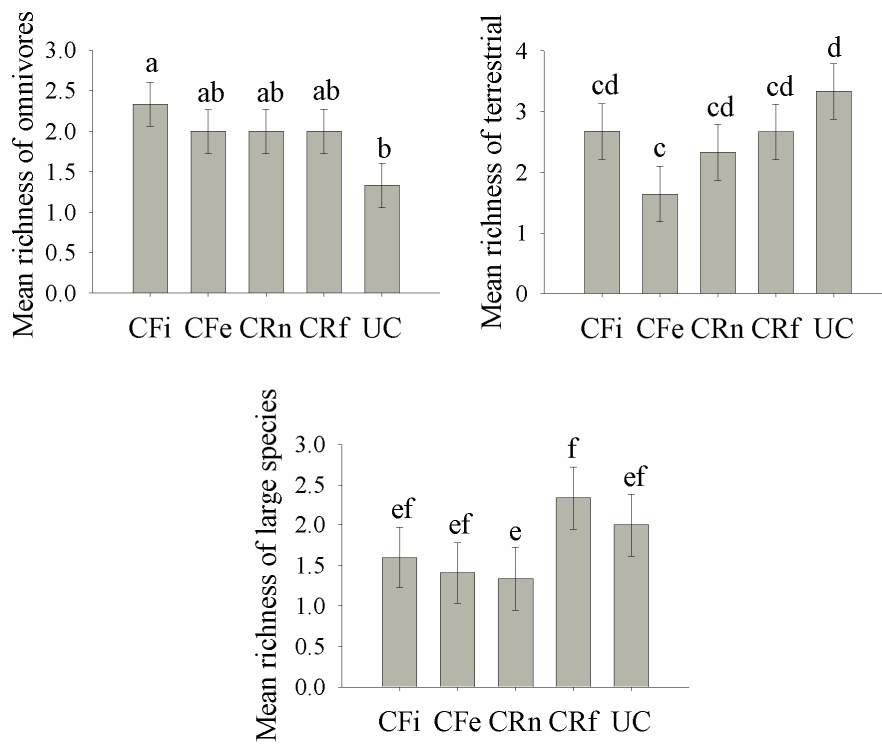 Mean richness of omnivores
3.0
2.5
2.0
1.5
1.0
0.5
0.0
a
ab
ab
ab
b
CFi CFe CRn CRf UC
Mean richness of terrestrial
4
3
2
1
0
cd
c
cd
cd
d
CFi CFe CRn CRf UC
Mean richness of large species
3.0
2.5
2.0
1.5
1.0
0.5
0.0
ef
ef
e
f
ef
CFi CFe CRn CRf UC